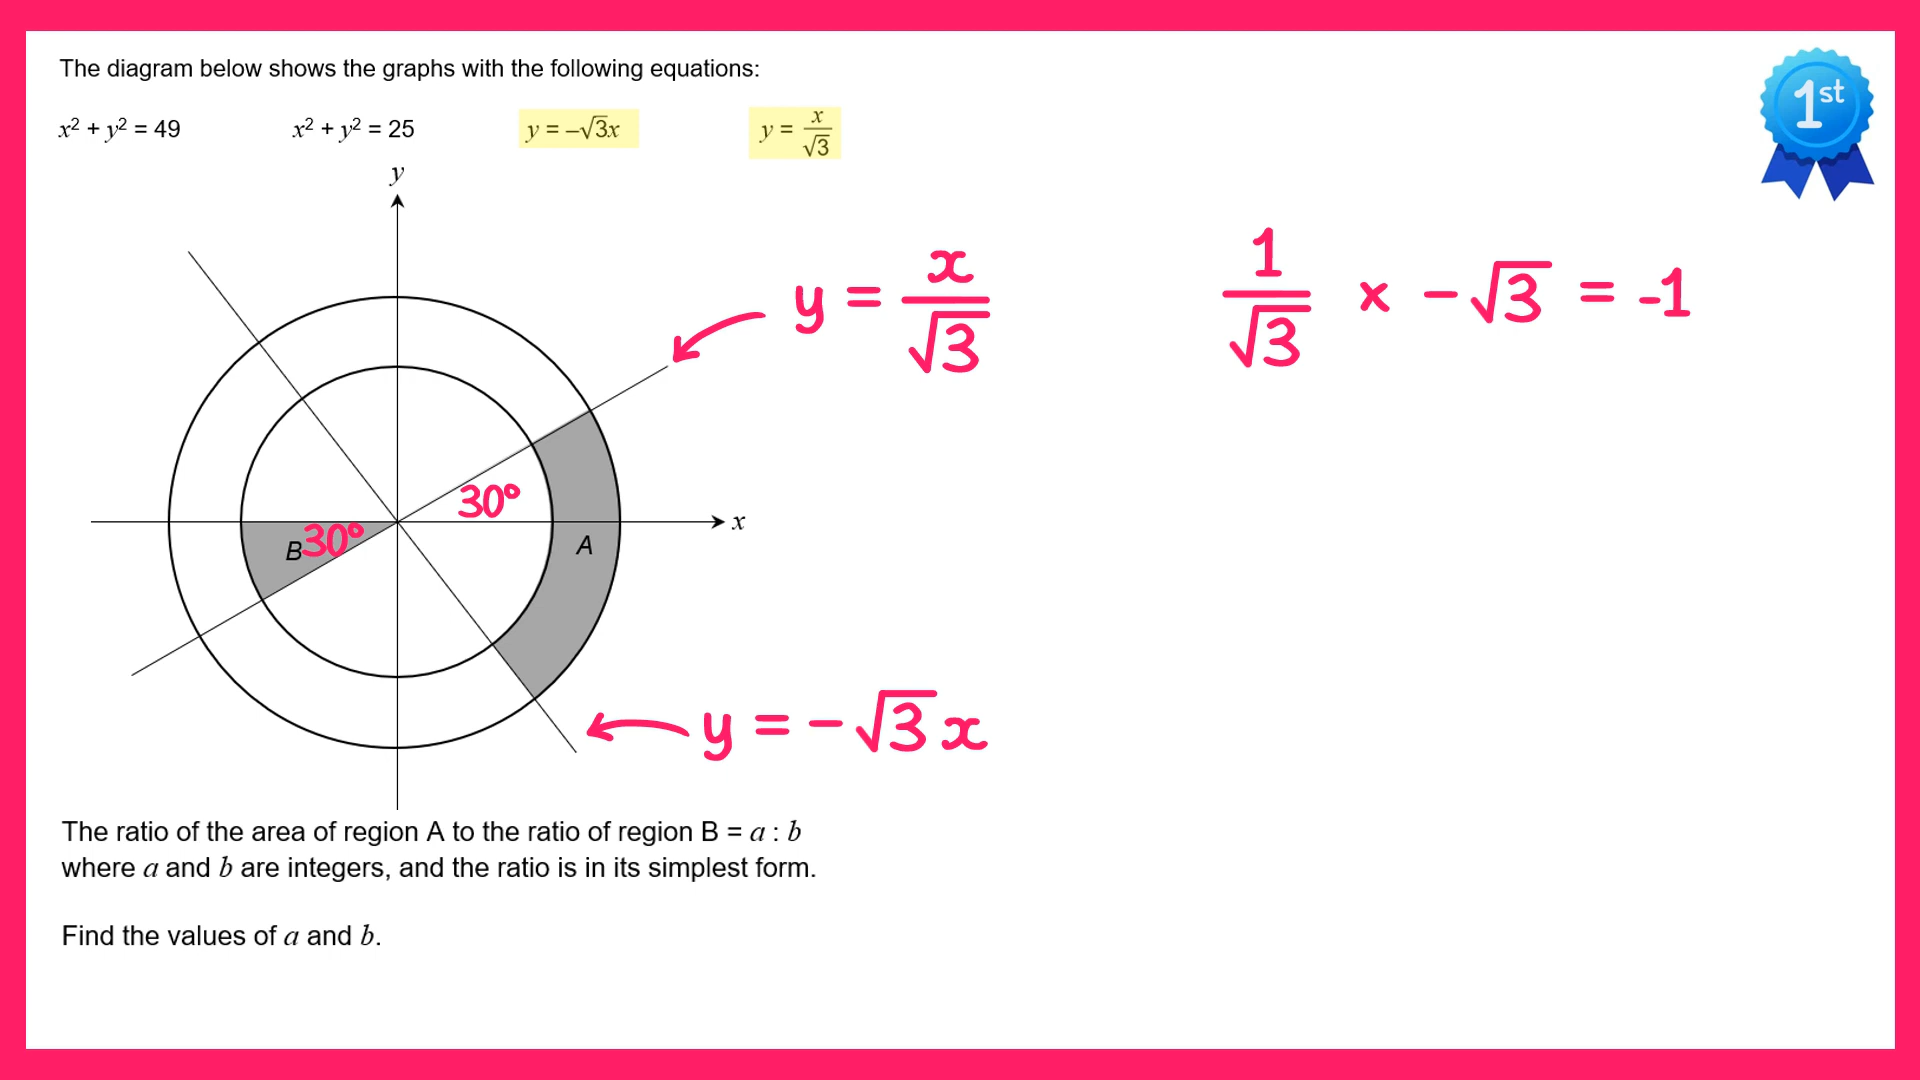 The diagram below shows the graphs with the following equations:
x² + y² = 49 x² + y² = 25 y = –√3x y = x/√3
1st
y
y = x/√3
1/√3 × -√3 = -1
30°
x
B 30°
A
y = -√3x
The ratio of the area of region A to the ratio of region B = a : b
where a and b are integers, and the ratio is in its simplest form.
Find the values of a and b.